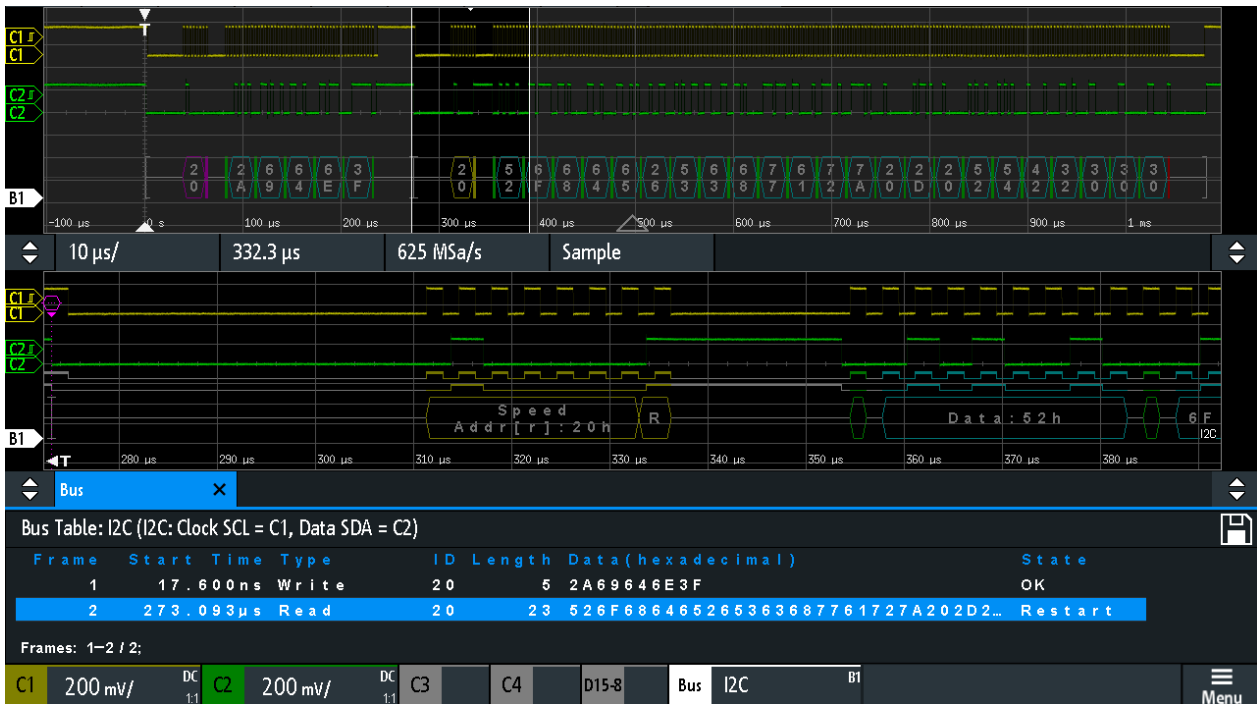 T
C1
C1
C2
C2
2 2 6 6 6 3 2 5 6 6 6 6 2 5 6 6 7 6 7 7 2 2 2 5 5 4 3 3 3 3
0 A 9 4 E F 0 2 F 8 4 5 6 3 3 8 7 1 2 A 0 D 0 2 4 2 2 0 0 0
B1
-100 µs 0 s 100 µs 200 µs 300 µs 400 µs 500 µs 600 µs 700 µs 800 µs 900 µs 1 ms
10 µs/ 332.3 µs 625 MSa/s Sample
C1
C1
C2
C2
Speed
Addr[r]:20h R Data:52h 6F
B1 I2C
T 280 µs 290 µs 300 µs 310 µs 320 µs 330 µs 340 µs 350 µs 360 µs 370 µs 380 µs
Bus ×
Bus Table: I2C (I2C: Clock SCL = C1, Data SDA = C2)
Frame Start Time Type ID Length Data(hexadecimal) State
1 17.600ns Write 20 5 2A69646E3F OK
2 273.093µs Read 20 23 526F686465265363687761727A202D2... Restart
Frames: 1–2 / 2;
C1 200 mV/ DC 1:1 C2 200 mV/ DC 1:1 C3 C4 D15-8 Bus I2C B1 Menu